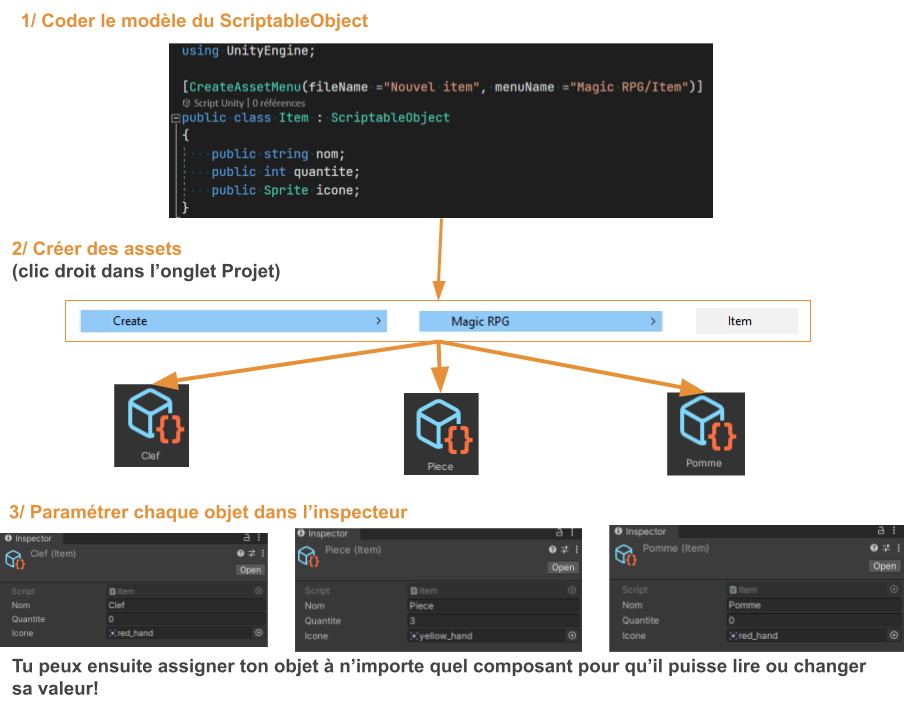 1/ Coder le modèle du ScriptableObject
using UnityEngine;
[CreateAssetMenu(fileName ="Nouvel item", menuName ="Magic RPG/Item")]
Script Unity | 0 références
public class Item : ScriptableObject
{
public string nom;
public int quantite;
public Sprite icone;
}
2/ Créer des assets
(clic droit dans l'onglet Projet)
Create > Magic RPG > Item
Clef
Piece
Pomme
3/ Paramétrer chaque objet dans l'inspecteur
Inspector
Clef (Item)
Open
Script Item
Nom Clef
Quantite 0
Icone red_hand
Inspector
Piece (Item)
Open
Script Item
Nom Piece
Quantite 3
Icone yellow_hand
Inspector
Pomme (Item)
Open
Script Item
Nom Pomme
Quantite 0
Icone red_hand
Tu peux ensuite assigner ton objet à n'importe quel composant pour qu'il puisse lire ou changer
sa valeur!